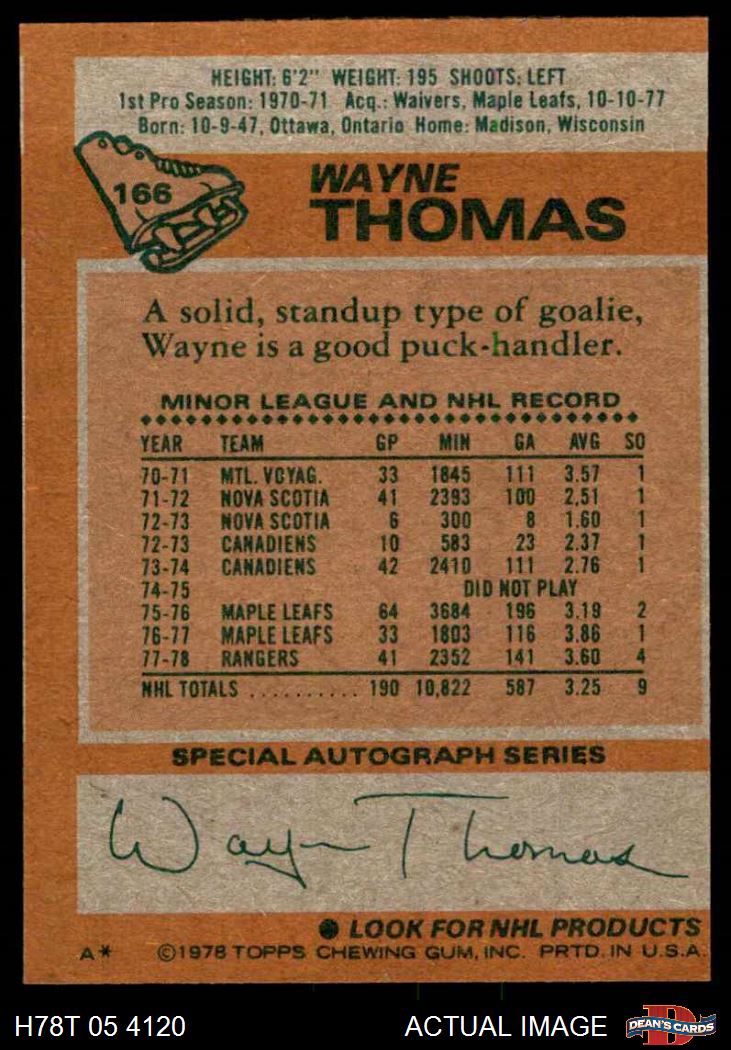 HEIGHT: 6'2" WEIGHT: 195 SHOOTS: LEFT
1st Pro Season: 1970-71 Acq.: Waivers, Maple Leafs, 10-10-77
Born: 10-9-47, Ottawa, Ontario Home: Madison, Wisconsin
166
WAYNE
THOMAS
A solid, standup type of goalie,
Wayne is a good puck-handler.
MINOR LEAGUE AND NHL RECORD
YEAR TEAM GP MIN GA AVG SO
70-71 MTL. VOYAG. 33 1845 111 3.57 1
71-72 NOVA SCOTIA 41 2393 100 2.51 1
72-73 NOVA SCOTIA 6 300 8 1.60 1
72-73 CANADIENS 10 583 23 2.37 1
73-74 CANADIENS 42 2410 111 2.76 1
74-75 DID NOT PLAY
75-76 MAPLE LEAFS 64 3684 196 3.19 2
76-77 MAPLE LEAFS 33 1803 116 3.86 1
77-78 RANGERS 41 2352 141 3.60 4
NHL TOTALS .......... 190 10,822 587 3.25 9
SPECIAL AUTOGRAPH SERIES
Wayne Thomas
LOOK FOR NHL PRODUCTS
A* ©1978 TOPPS CHEWING GUM, INC. PRTD. IN U.S.A.
H78T 05 4120 ACTUAL IMAGE DEAN'S CARDS